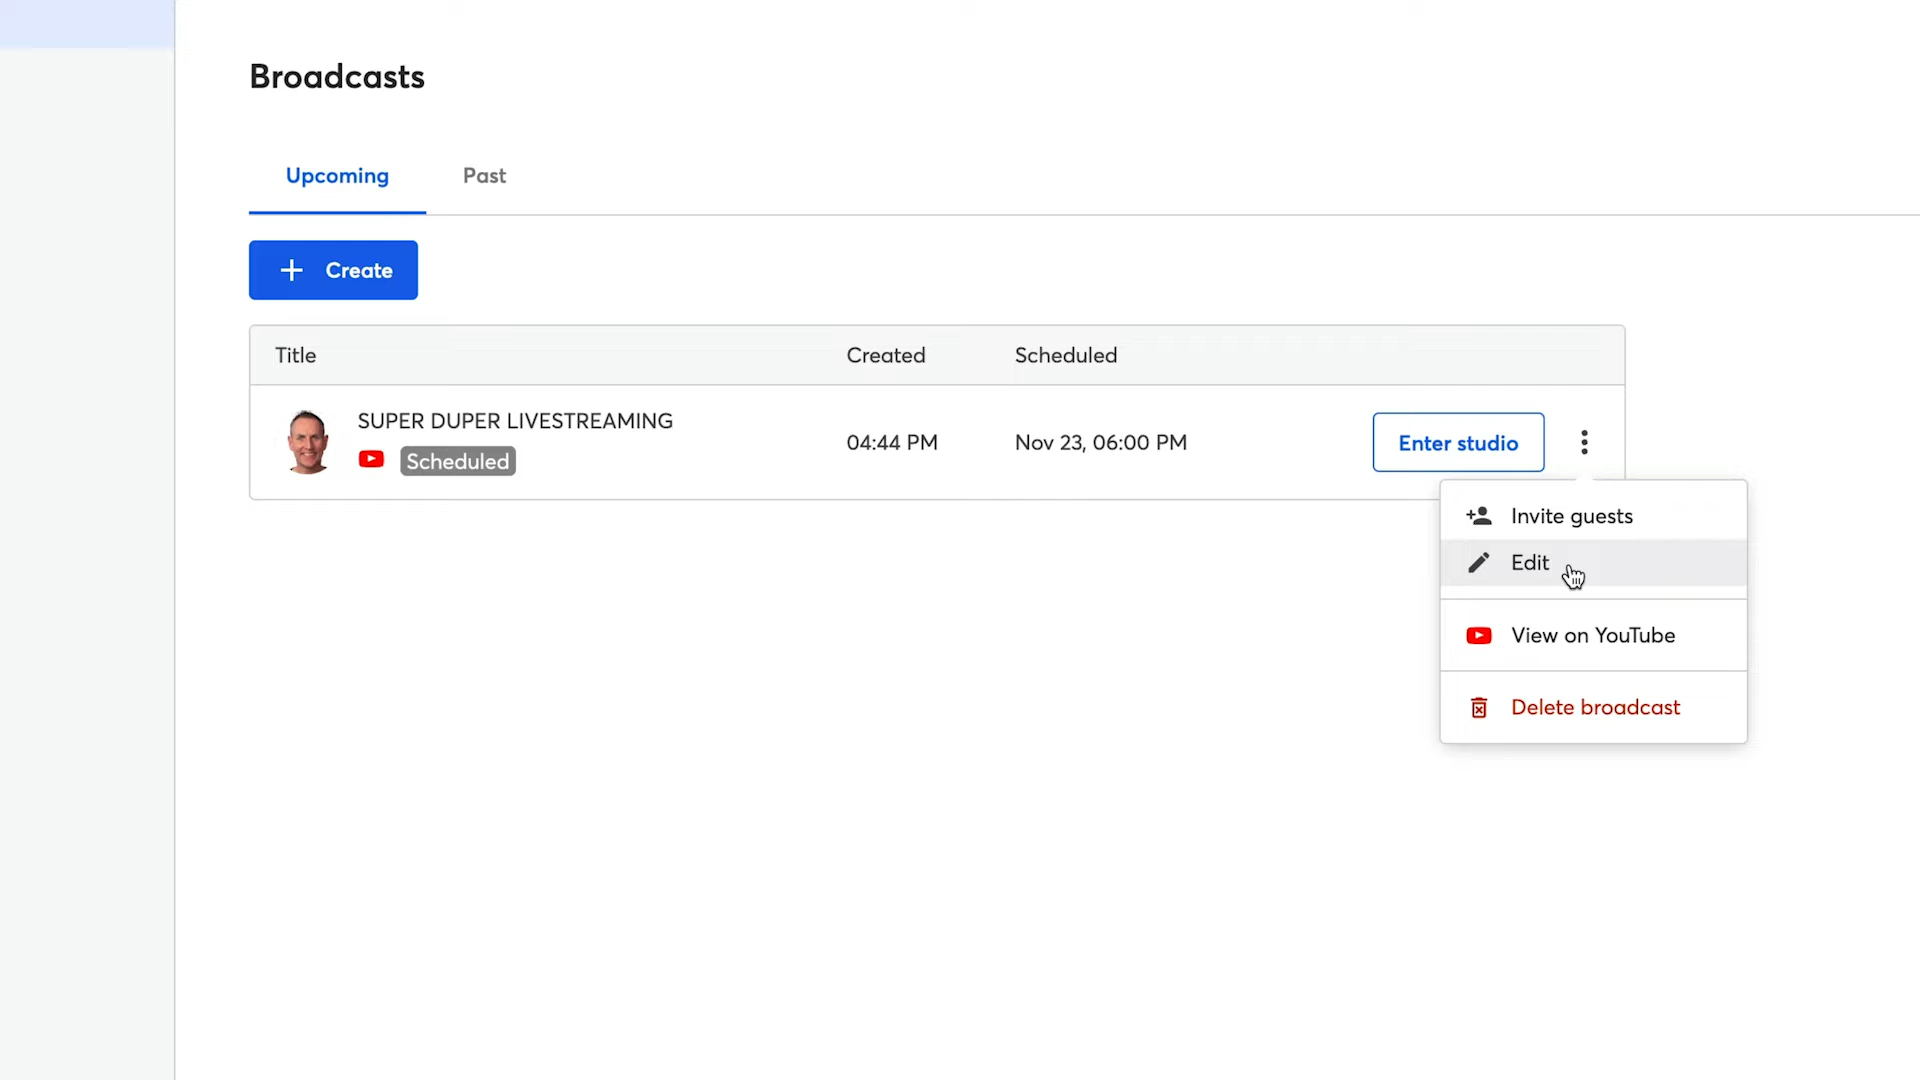 Broadcasts
Upcoming
Past
Create
Title
Created
Scheduled
SUPER DUPER LIVESTREAMING
Scheduled
04:44 PM
Nov 23, 06:00 PM
Enter studio
Invite guests
Edit
View on YouTube
Delete broadcast